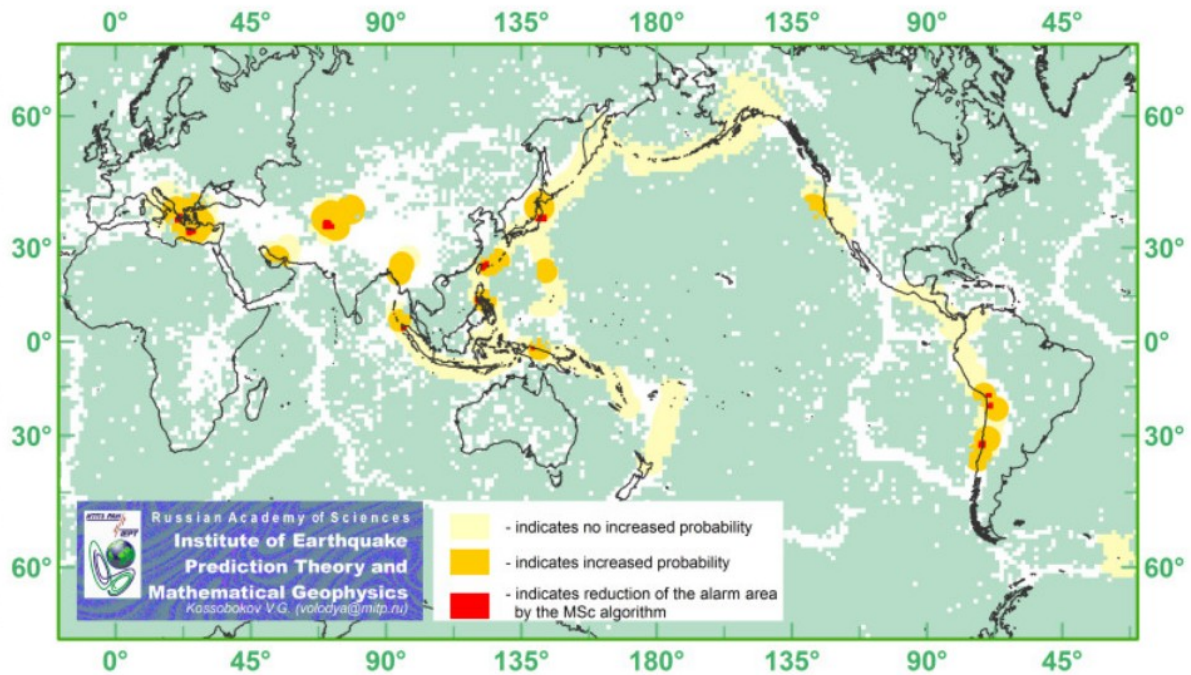 0° 45° 90° 135° 180° 135° 90° 45°
60° 60°
30° 30°
0° 0°
30° 30°
60° 60°
Russian Academy of Sciences
Institute of Earthquake
Prediction Theory and
Mathematical Geophysics
Kossobokov V.G. (volodya@mitp.ru)
- indicates no increased probability
- indicates increased probability
- indicates reduction of the alarm area
by the MSc algorithm
0° 45° 90° 135° 180° 135° 90° 45°